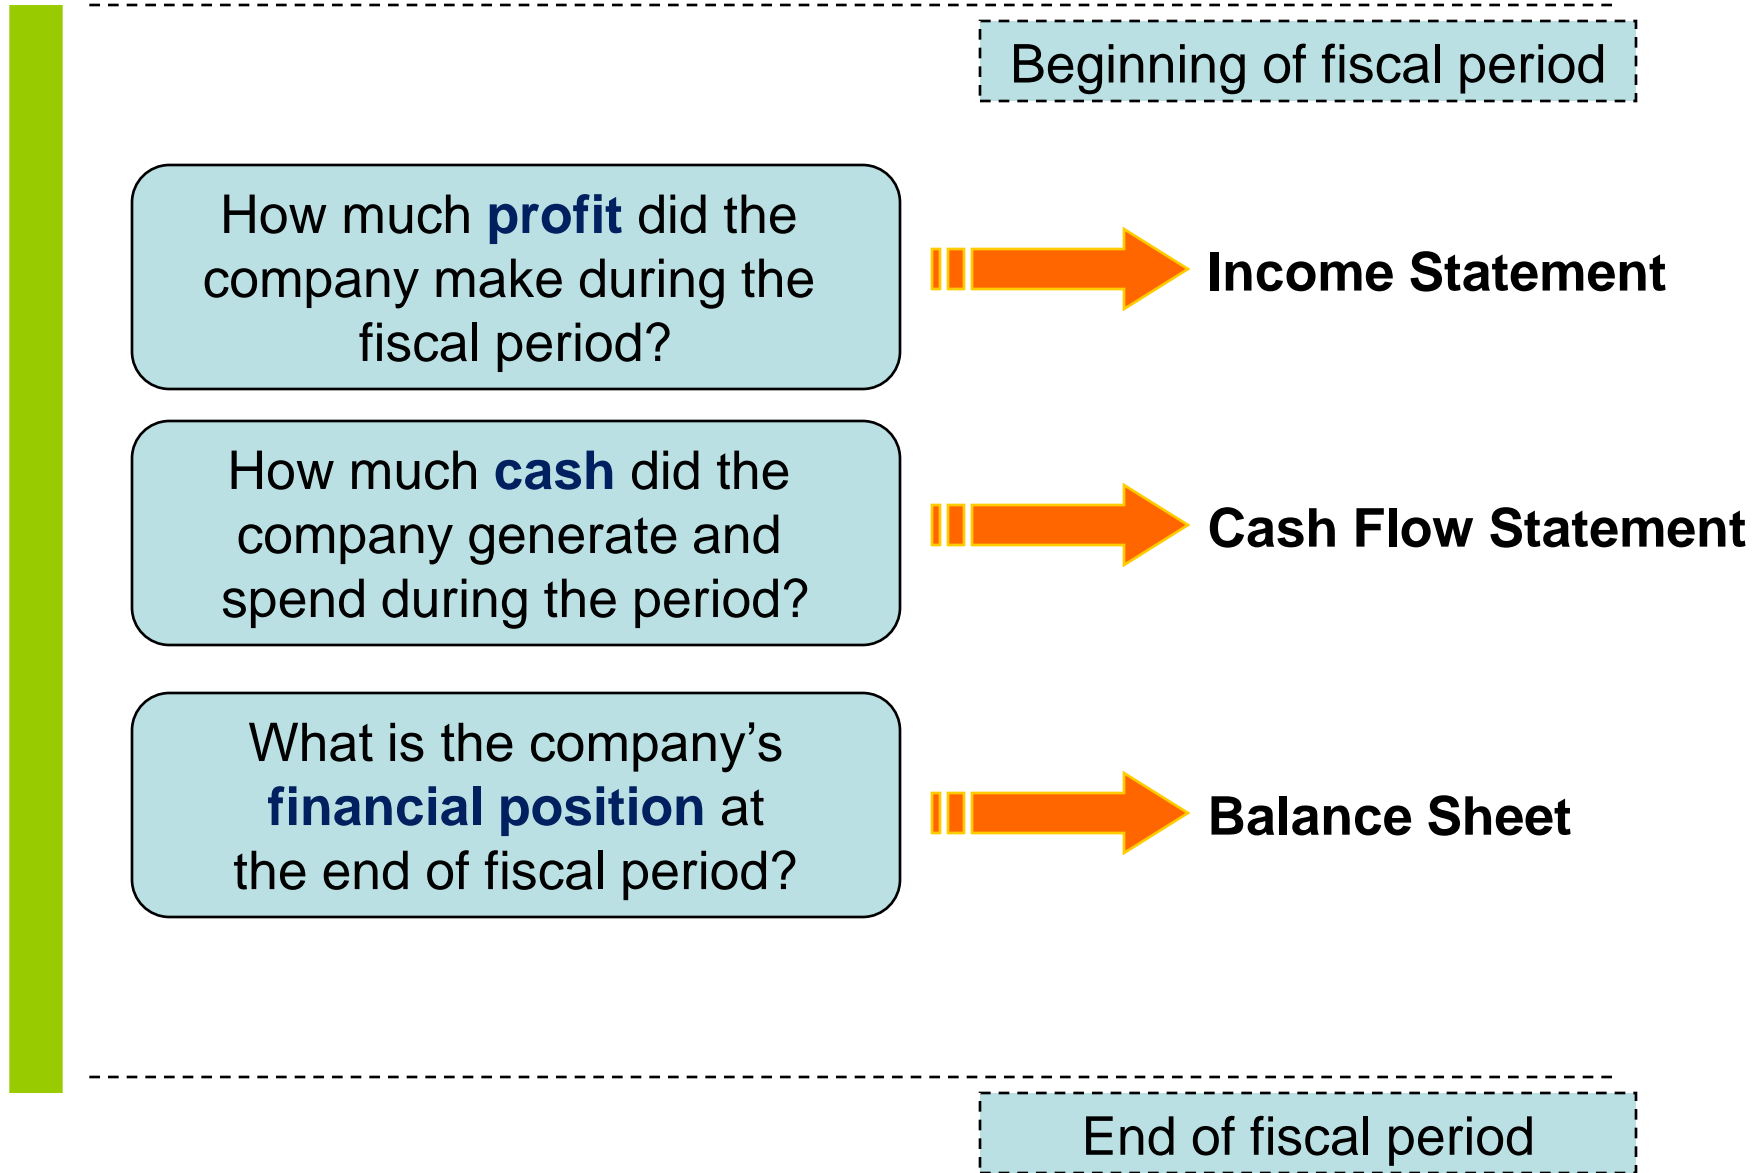 Beginning of fiscal period
How much profit did the
company make during the
fiscal period?
Income Statement
How much cash did the
company generate and
spend during the period?
Cash Flow Statement
What is the company’s
financial position at
the end of fiscal period?
Balance Sheet
End of fiscal period